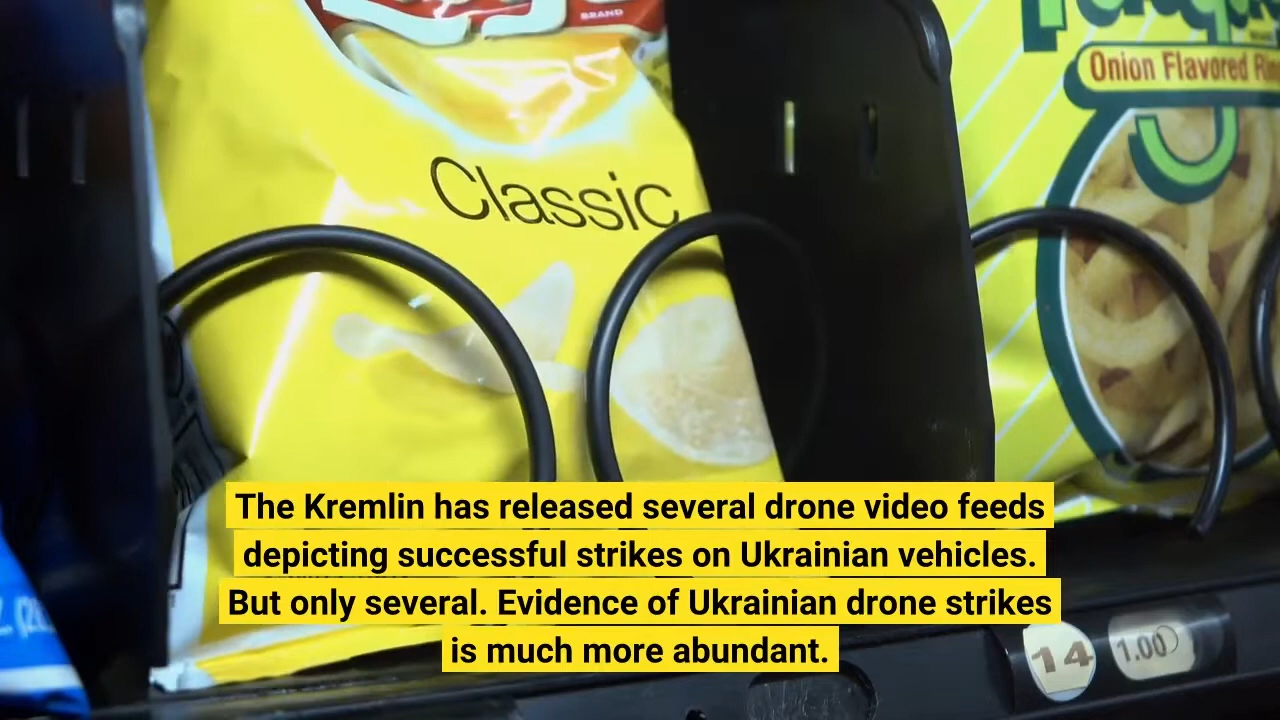 BRAND
Classic
Onion Flavored
The Kremlin has released several drone video feeds
depicting successful strikes on Ukrainian vehicles.
But only several. Evidence of Ukrainian drone strikes
is much more abundant.
14
1.00